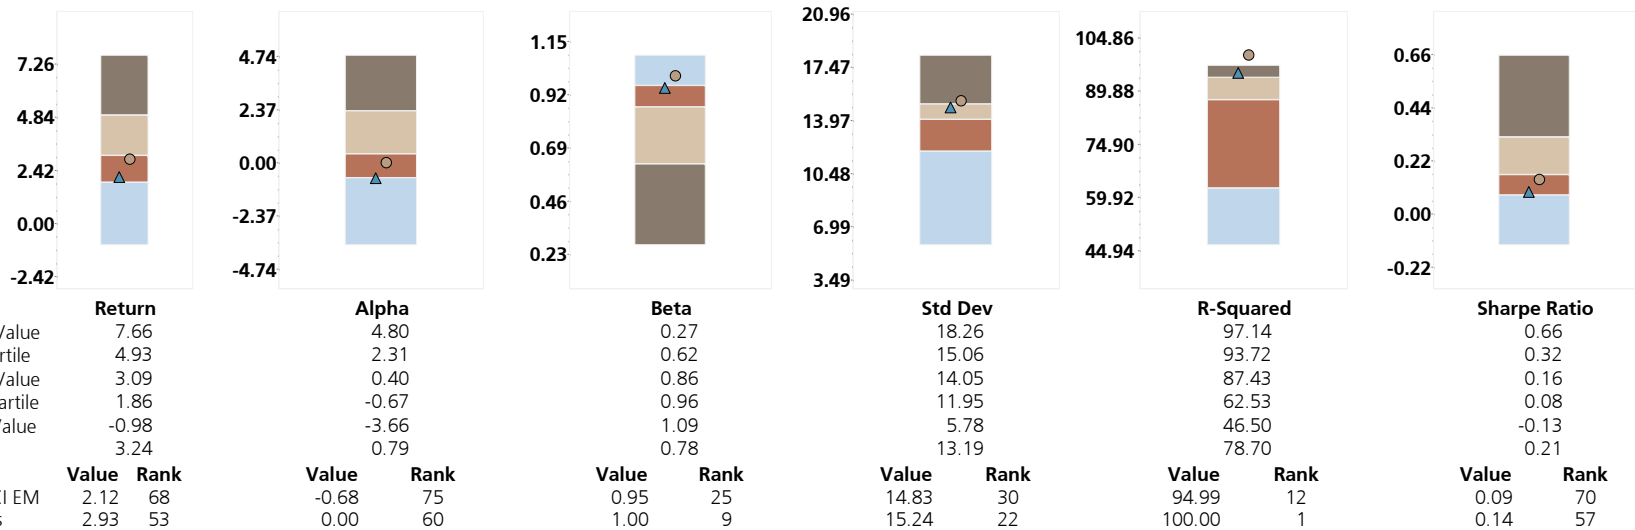 20.96
1.15
104.86
7.26 4.74 17.47 0.66
4.84 2.37 0.92 13.97 89.88 0.44
2.42 0.00 0.69 10.48 74.90 0.22
0.00 -2.37 0.46 6.99 59.92 0.00
-2.42 -4.74 0.23 3.49 44.94 -0.22
Return Alpha Beta Std Dev R-Squared Sharpe Ratio
Value 7.66 4.80 0.27 18.26 97.14 0.66
rtile 4.93 2.31 0.62 15.06 93.72 0.32
Value 3.09 0.40 0.86 14.05 87.43 0.16
artile 1.86 -0.67 0.96 11.95 62.53 0.08
Value -0.98 -3.66 1.09 5.78 46.50 -0.13
3.24 0.79 0.78 13.19 78.70 0.21
Value Rank Value Rank Value Rank Value Rank Value Rank Value Rank
CI EM 2.12 68 -0.68 75 0.95 25 14.83 30 94.99 12 0.09 70
s 2.93 53 0.00 60 1.00 9 15.24 22 100.00 1 0.14 57